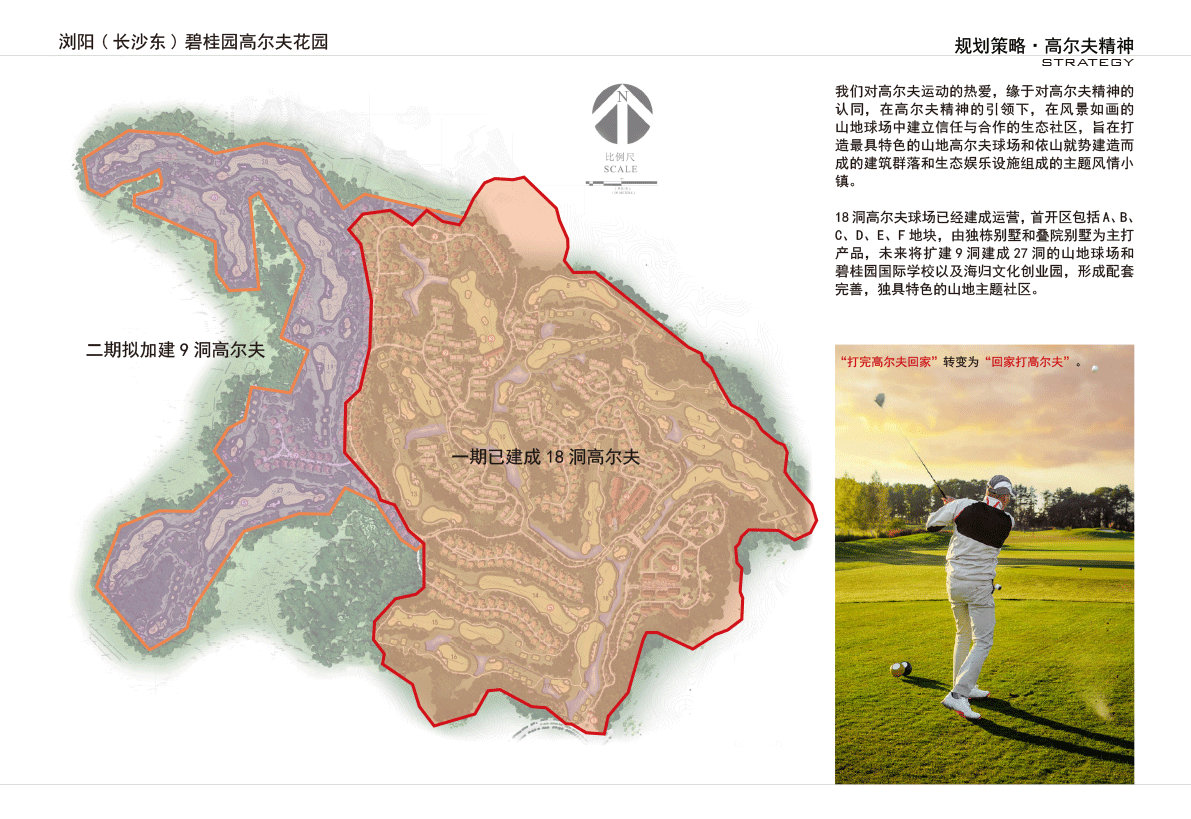 浏阳（长沙东）碧桂园高尔夫花园
规划策略·高尔夫精神
STRATEGY
N
比例尺
SCALE
我们对高尔夫运动的热爱，缘于对高尔夫精神的
认同，在高尔夫精神的引领下，在风景如画的
山地球场中建立信任与合作的生态社区，旨在打
造最具特色的山地高尔夫球场和依山就势建造而
成的建筑群落和生态娱乐设施组成的主题风情小
镇。
18 洞高尔夫球场已经建成运营，首开区包括 A、B、
C、D、E、F 地块，由独栋别墅和叠院别墅为主打
产品，未来将扩建 9 洞建成 27 洞的山地球场和
碧桂园国际学校以及海归文化创业园，形成配套
完善，独具特色的山地主题社区。
二期拟加建 9 洞高尔夫
一期已建成 18 洞高尔夫
“打完高尔夫回家”转变为“回家打高尔夫”。